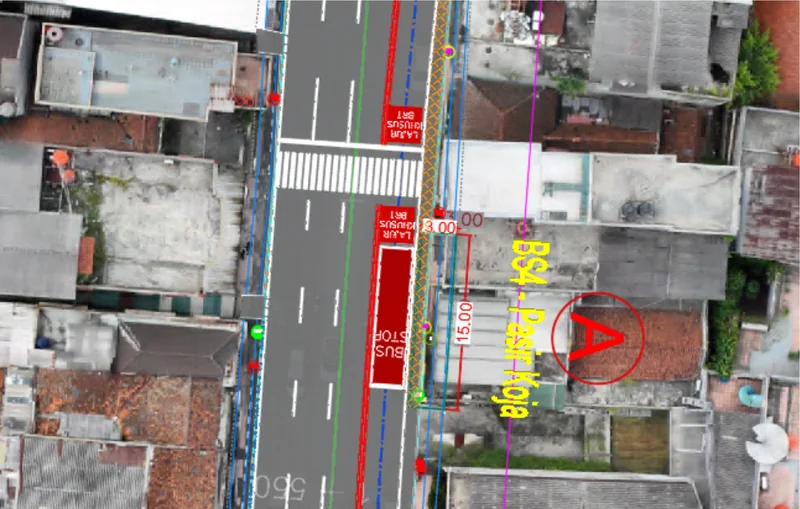 LAJUR
KHUSUS
BRT
LAJUR
KHUSUS
BRT
3.00
3.00
BUS
STOP
15.00
BS4 - Pasir Koja
A
550